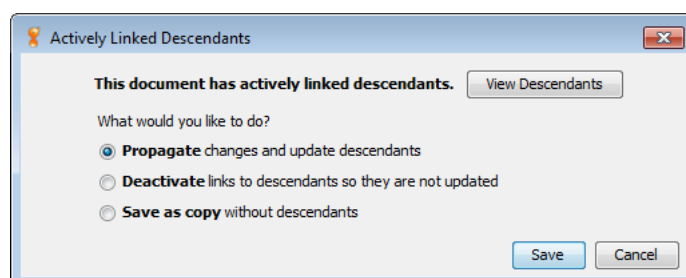 Actively Linked Descendants
This document has actively linked descendants. View Descendants
What would you like to do?
Propagate changes and update descendants
Deactivate links to descendants so they are not updated
Save as copy without descendants
Save Cancel